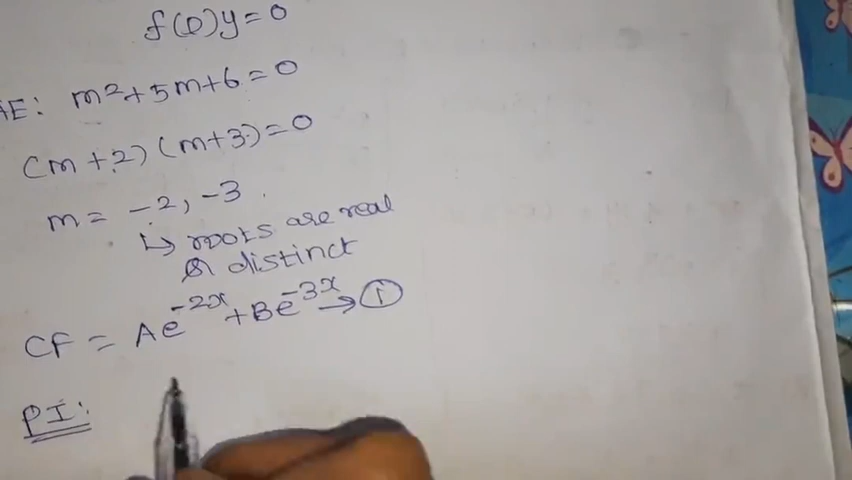 f(D)y=0
AE: m²+5m+6=0
(m+2)(m+3)=0
m = -2, -3.
↳ roots are real
& distinct
CF = Ae⁻²ˣ+Be⁻³ˣ→①
PI: